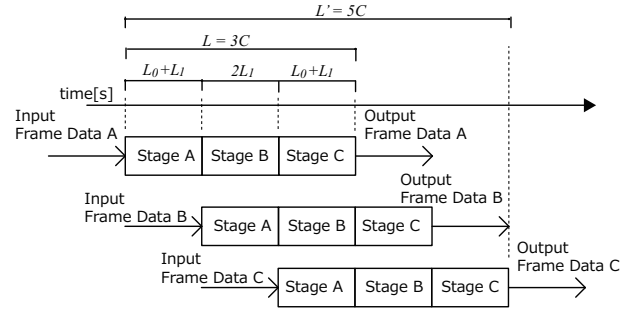 L' = 5C
L = 3C
L0+L1 2L1 L0+L1
time[s]
Input
Frame Data A
Output
Frame Data A
Stage A Stage B Stage C
Input
Frame Data B
Output
Frame Data B
Stage A Stage B Stage C
Input
Frame Data C
Output
Frame Data C
Stage A Stage B Stage C